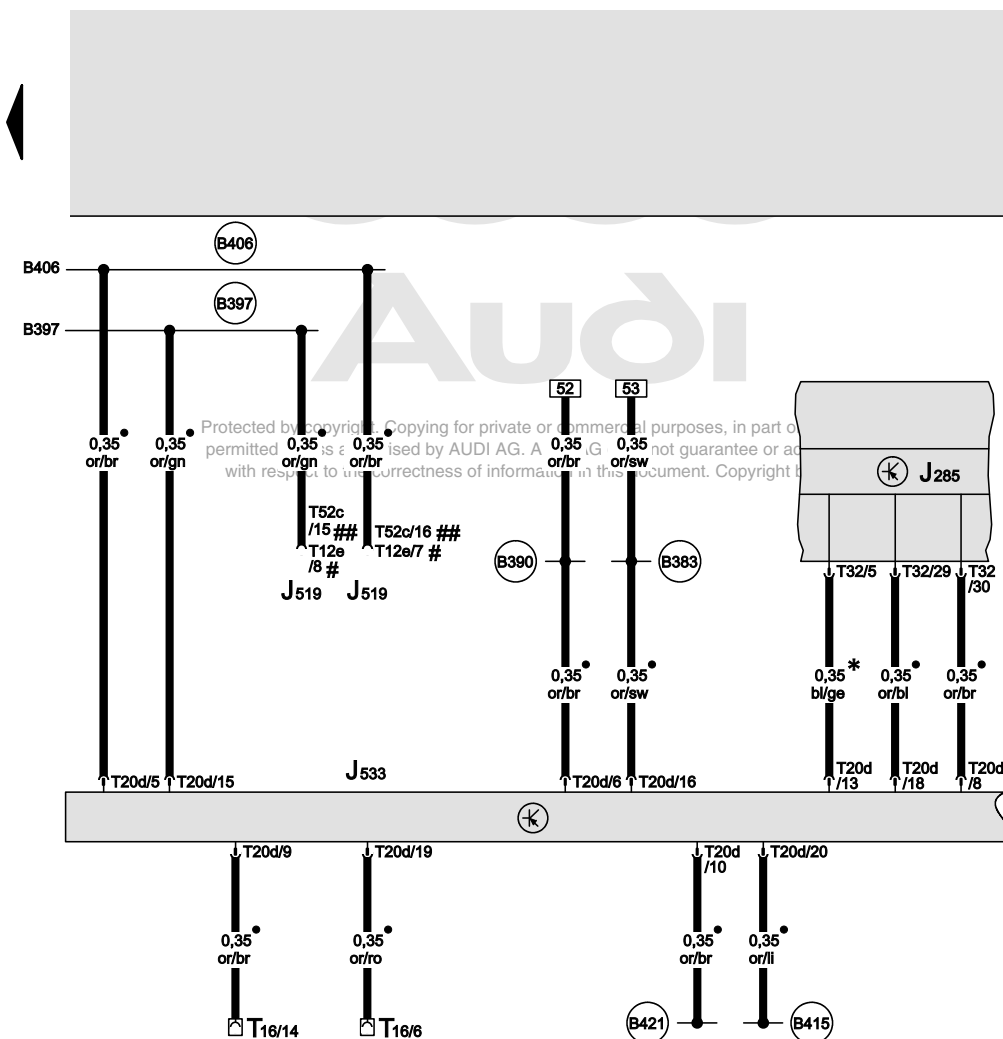 B406
B406
B397
B397
Audi
52
53
Protected by copyright. Copying for private or commercial purposes, in part o
permitted
ised by AUDI AG. A
G
not guarantee or ac
with respect to the correctness of information in this document. Copyright b
0,35
or/br
0,35
or/gn
0,35
or/gn
0,35
or/br
0,35
or/br
0,35
or/sw
J285
T52c
/15 ##
T12e
/8 #
J519
T52c/16 ##
T12e/7 #
J519
B390
B383
T32/5
T32/29
T32
/30
0,35
or/br
0,35
or/sw
0,35 *
bl/ge
0,35
or/bl
0,35
or/br
T20d/5
T20d/15
J533
T20d/6
T20d/16
T20d
/13
T20d
/18
T20d
/8
T20d/9
T20d/19
T20d
/10
T20d/20
0,35
or/br
0,35
or/ro
0,35
or/br
0,35
or/li
T16/14
T16/6
B421
B415